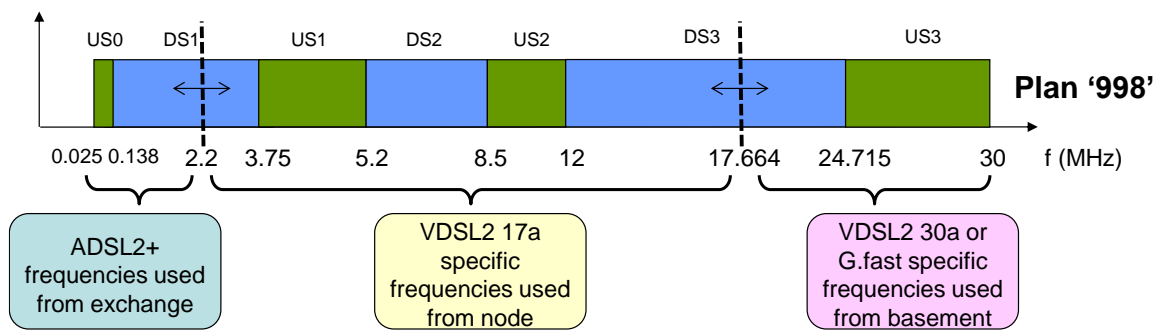 US0 DS1 US1 DS2 US2 DS3 US3
Plan ‘998’
0.025 0.138 2.2 3.75 5.2 8.5 12 17.664 24.715 30 f (MHz)
ADSL2+
frequencies used
from exchange
VDSL2 17a
specific
frequencies used
from node
VDSL2 30a or
G.fast specific
frequencies used
from basement